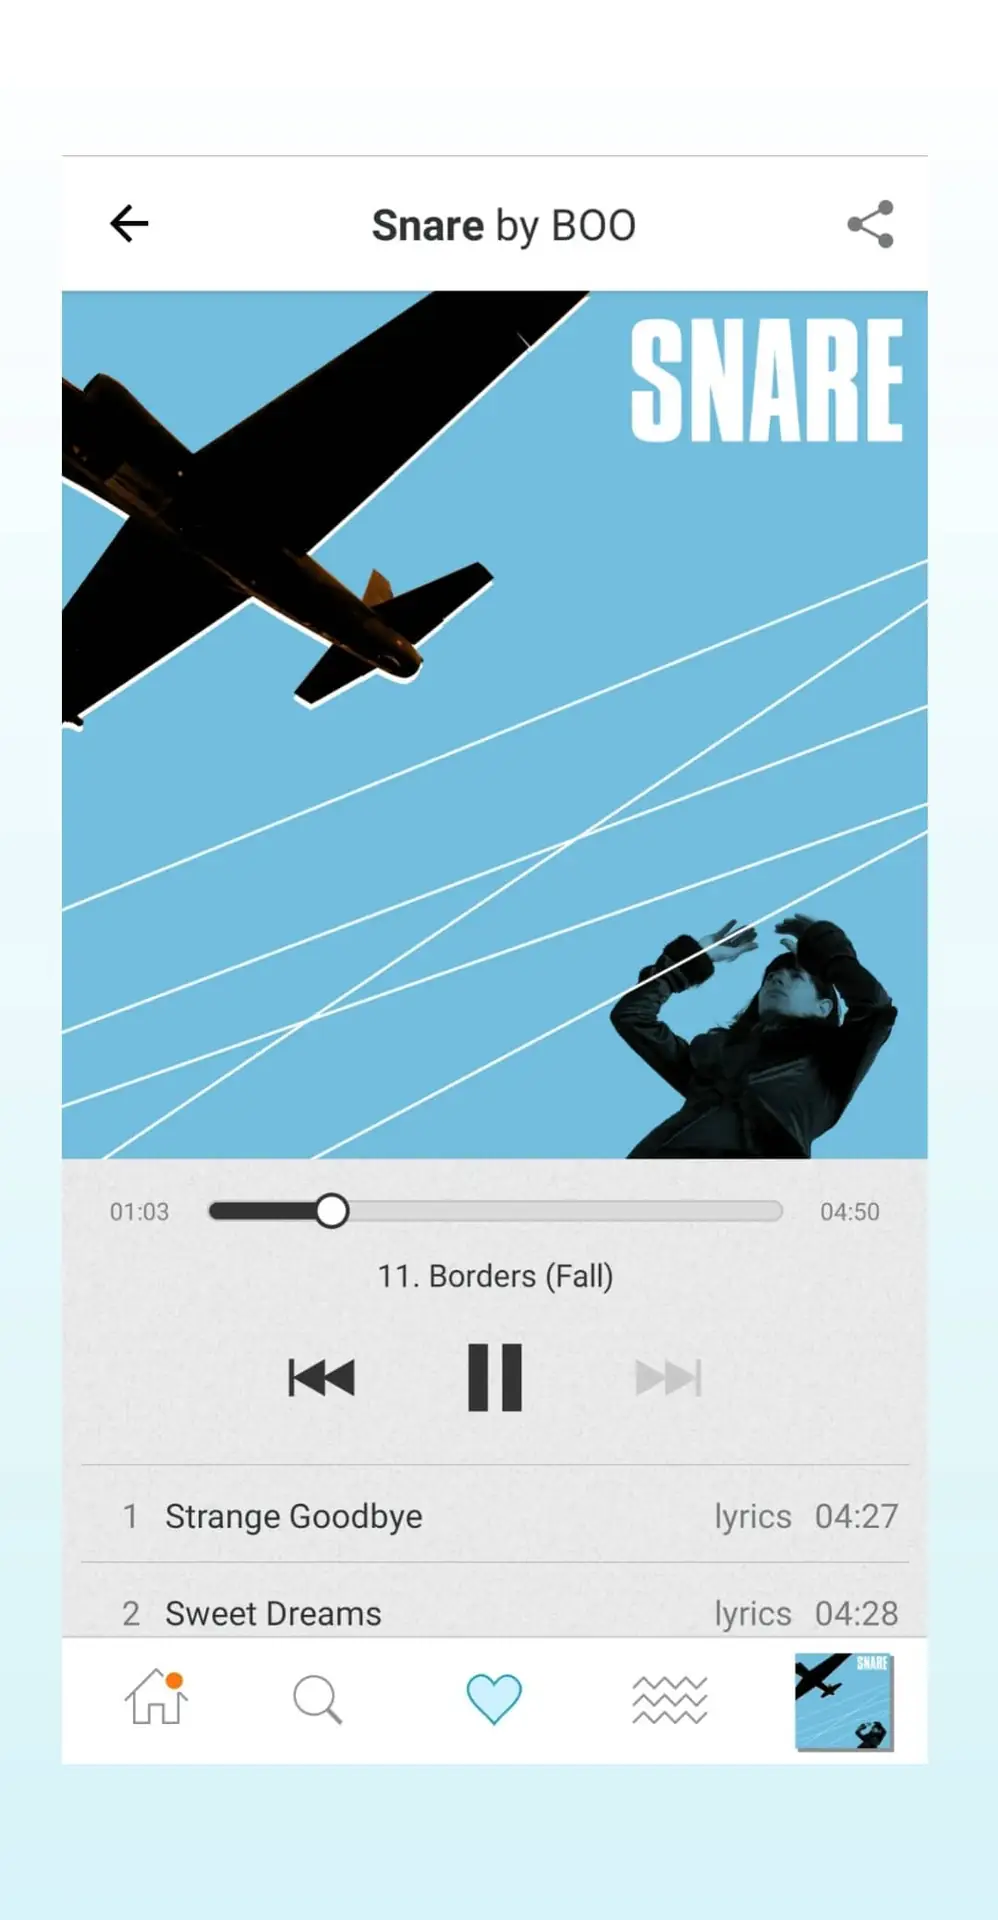 Snare by BOO
SNARE
01:03 04:50
11. Borders (Fall)
1 Strange Goodbye lyrics 04:27
2 Sweet Dreams lyrics 04:28
SNARE